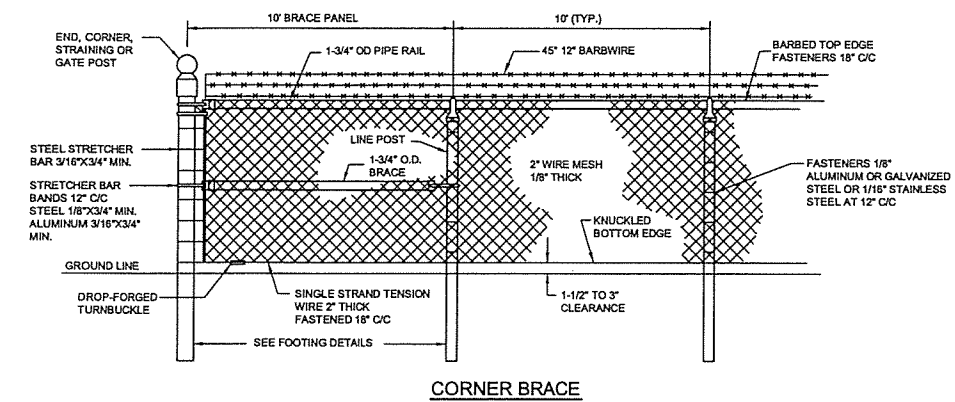 10' BRACE PANEL
10' (TYP.)
END, CORNER,
STRAINING OR
GATE POST
1-3/4" OD PIPE RAIL
45° 12" BARBWIRE
BARBED TOP EDGE
FASTENERS 18" C/C
LINE POST
STEEL STRETCHER
BAR 3/16"X3/4" MIN.
1-3/4" O.D.
BRACE
2" WIRE MESH
1/8" THICK
FASTENERS 1/8"
ALUMINUM OR GALVANIZED
STEEL OR 1/16" STAINLESS
STEEL AT 12" C/C
STRETCHER BAR
BANDS 12" C/C
STEEL 1/8"X3/4" MIN.
ALUMINUM 3/16"X3/4"
MIN.
KNUCKLED
BOTTOM EDGE
GROUND LINE
DROP-FORGED
TURNBUCKLE
SINGLE STRAND TENSION
WIRE 2" THICK
FASTENED 18" C/C
1-1/2" TO 3"
CLEARANCE
SEE FOOTING DETAILS
CORNER BRACE